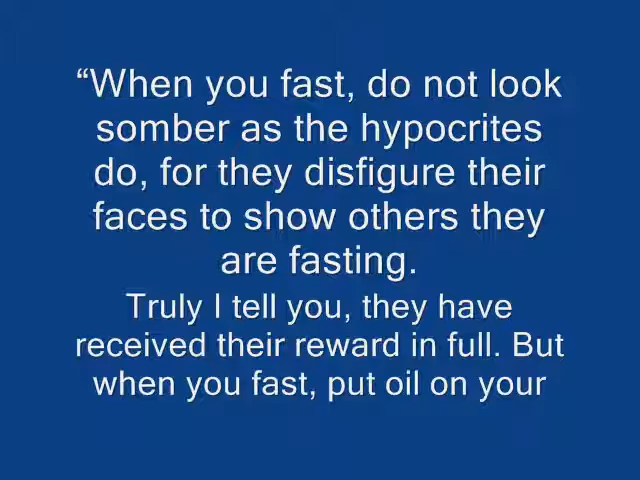 “When you fast, do not look
somber as the hypocrites
do, for they disfigure their
faces to show others they
are fasting.
Truly I tell you, they have
received their reward in full. But
when you fast, put oil on your